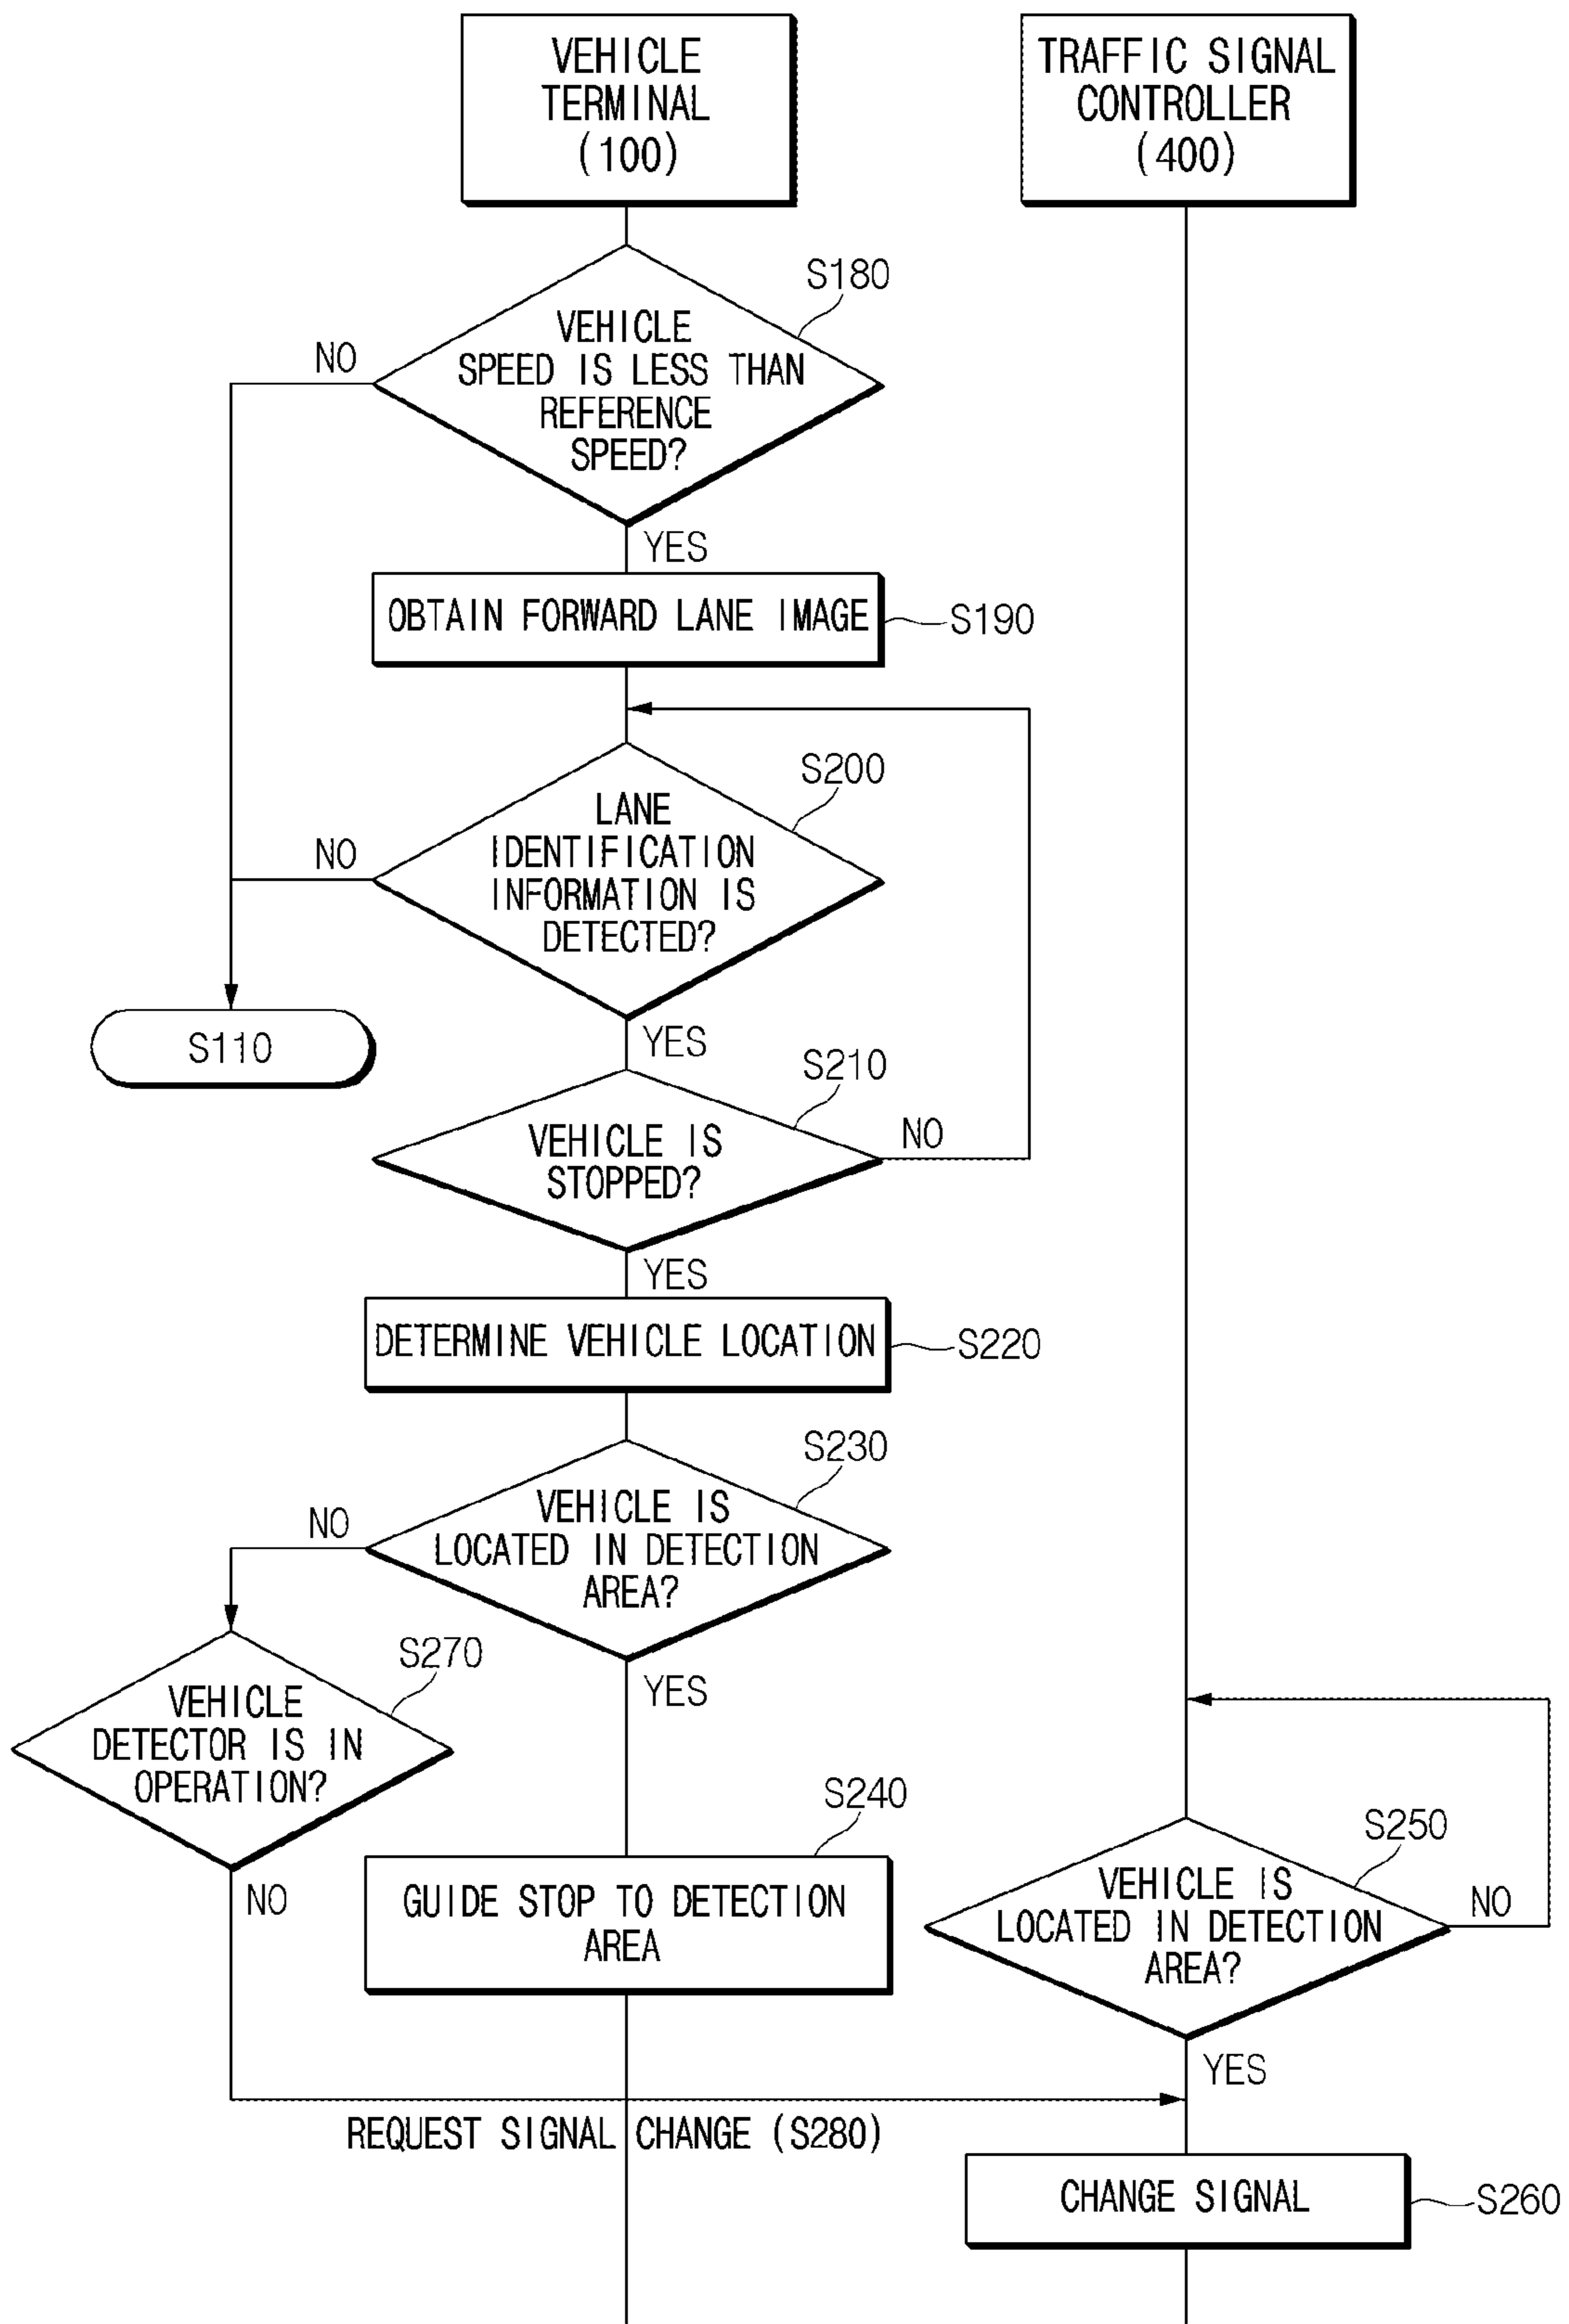 VEHICLE
TERMINAL
(100)
TRAFFIC SIGNAL
CONTROLLER
(400)
S180
VEHICLE
SPEED IS LESS THAN
REFERENCE
SPEED?
NO
YES
OBTAIN FORWARD LANE IMAGE
S190
S200
LANE
IDENTIFICATION
INFORMATION IS
DETECTED?
NO
YES
S110
S210
VEHICLE IS
STOPPED?
NO
YES
DETERMINE VEHICLE LOCATION
S220
S230
VEHICLE IS
LOCATED IN DETECTION
AREA?
NO
YES
S270
VEHICLE
DETECTOR IS IN
OPERATION?
NO
S240
GUIDE STOP TO DETECTION
AREA
S250
VEHICLE IS
LOCATED IN DETECTION
AREA?
NO
YES
REQUEST SIGNAL CHANGE (S280)
CHANGE SIGNAL
S260